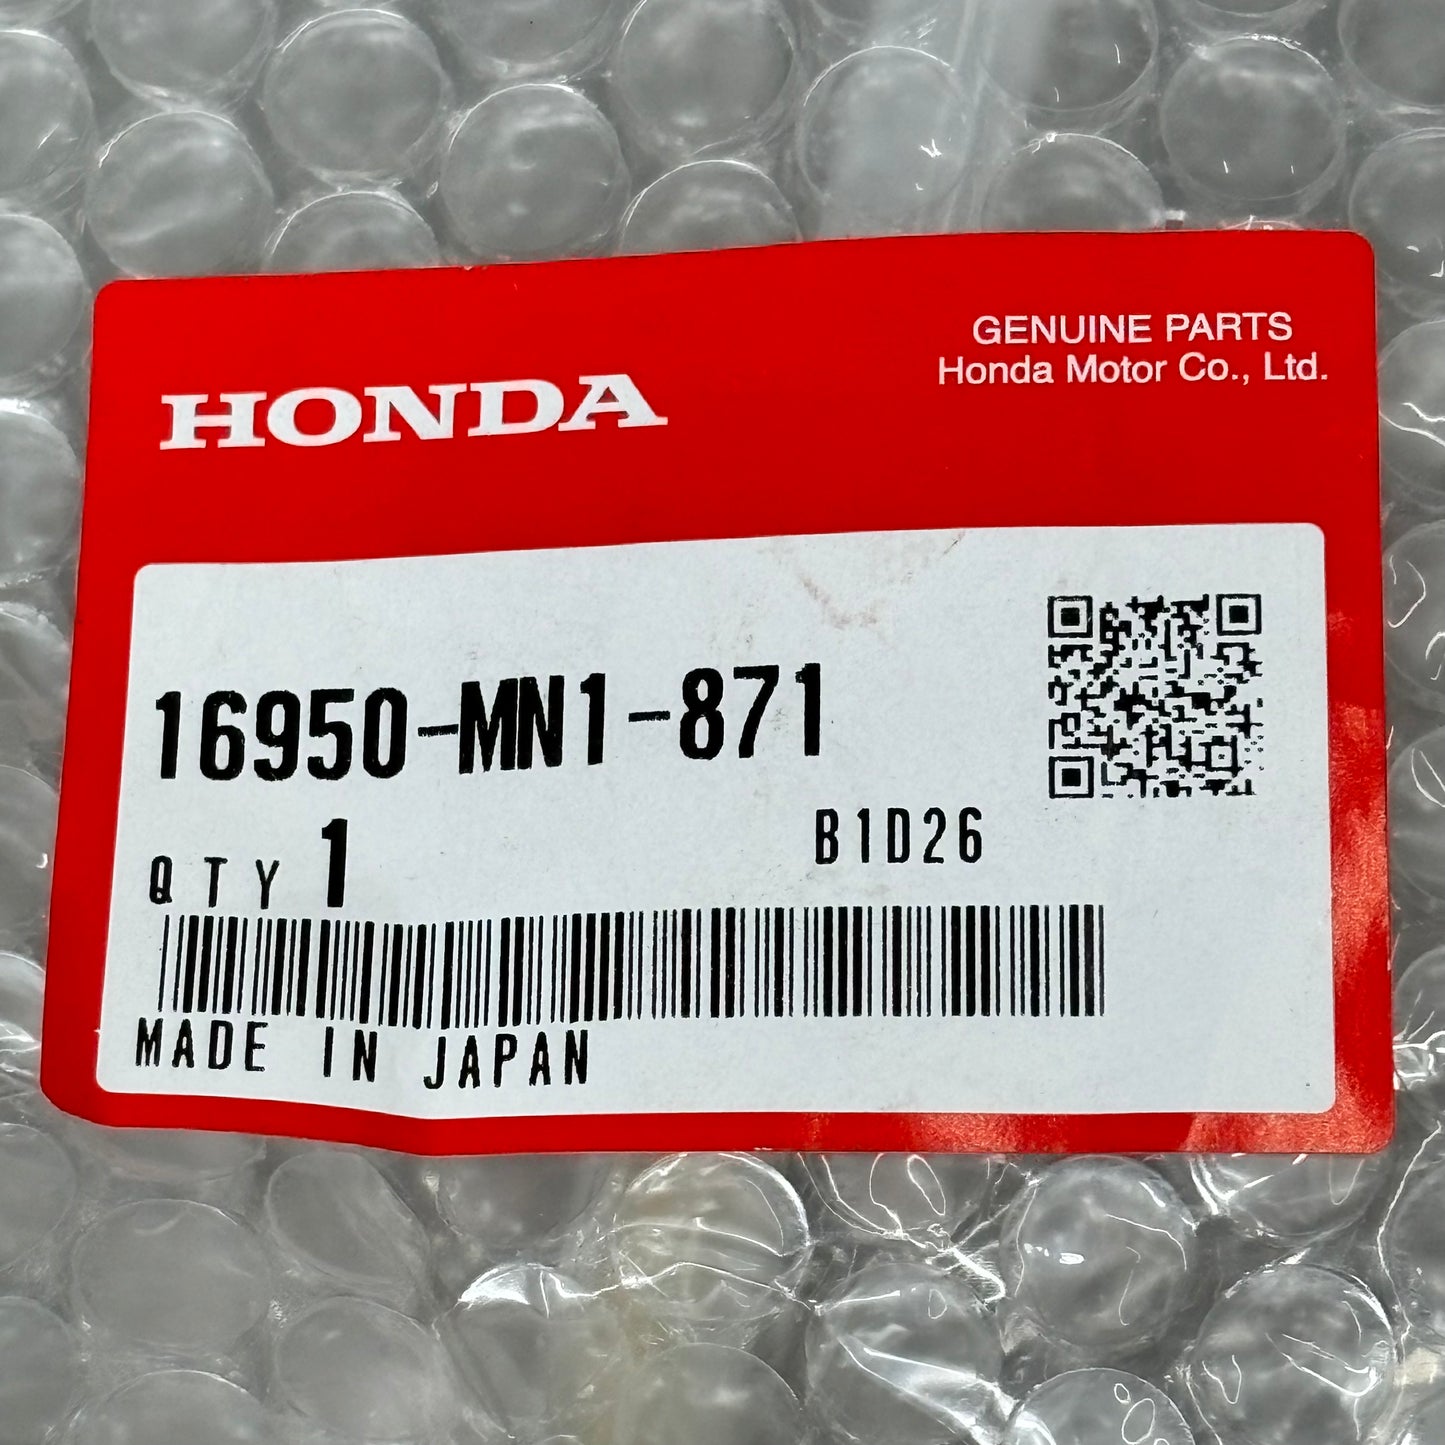 GENUINE PARTS
Honda Motor Co., Ltd.
HONDA
16950-MN1-871
QTY 1
B1D26
MADE IN JAPAN